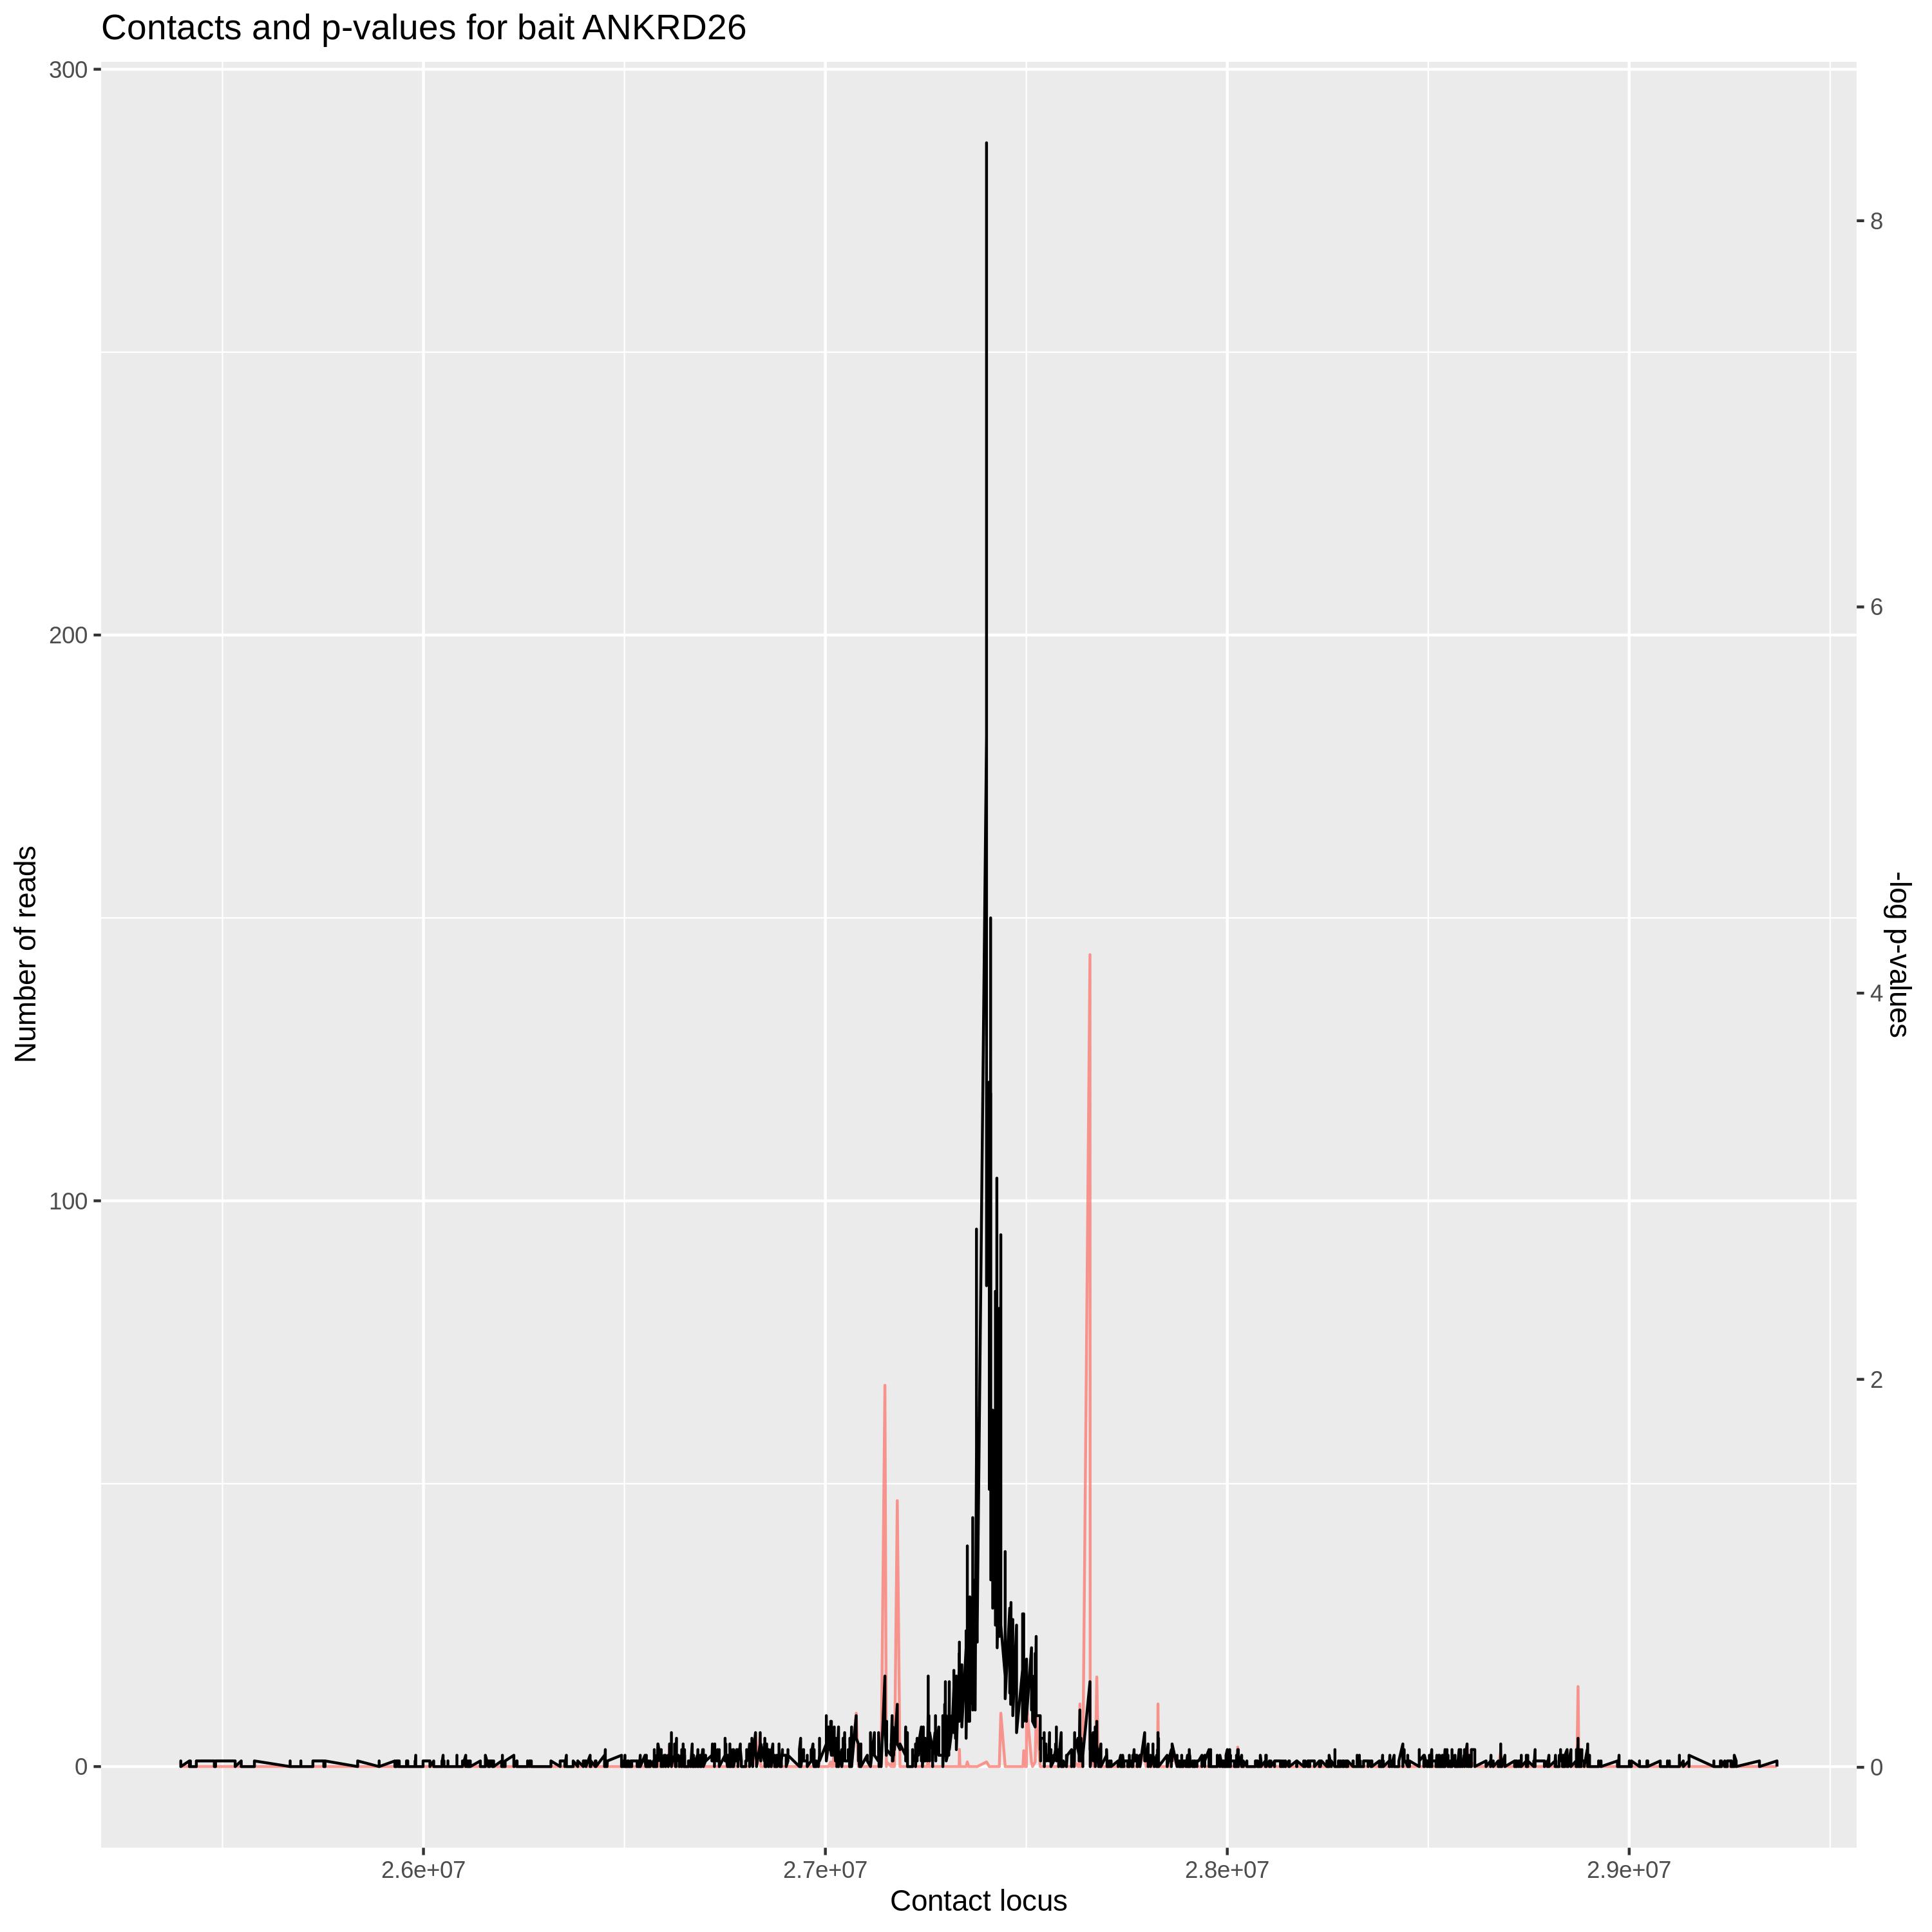 Contacts and p-values for bait ANKRD26
300
200
100
0
Number of reads
8
6
4
2
0
-log p-values
2.6e+07
2.7e+07
2.8e+07
2.9e+07
Contact locus